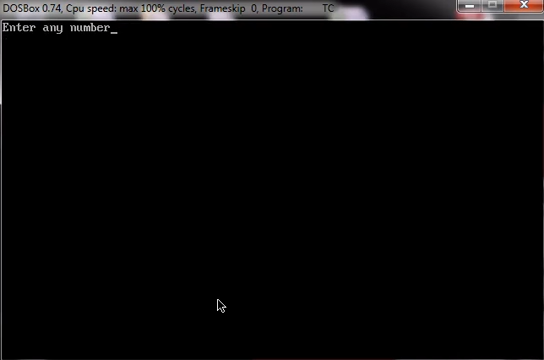 DOSBox 0.74, Cpu speed: max 100% cycles, Frameskip 0, Program: TC
Enter any number_